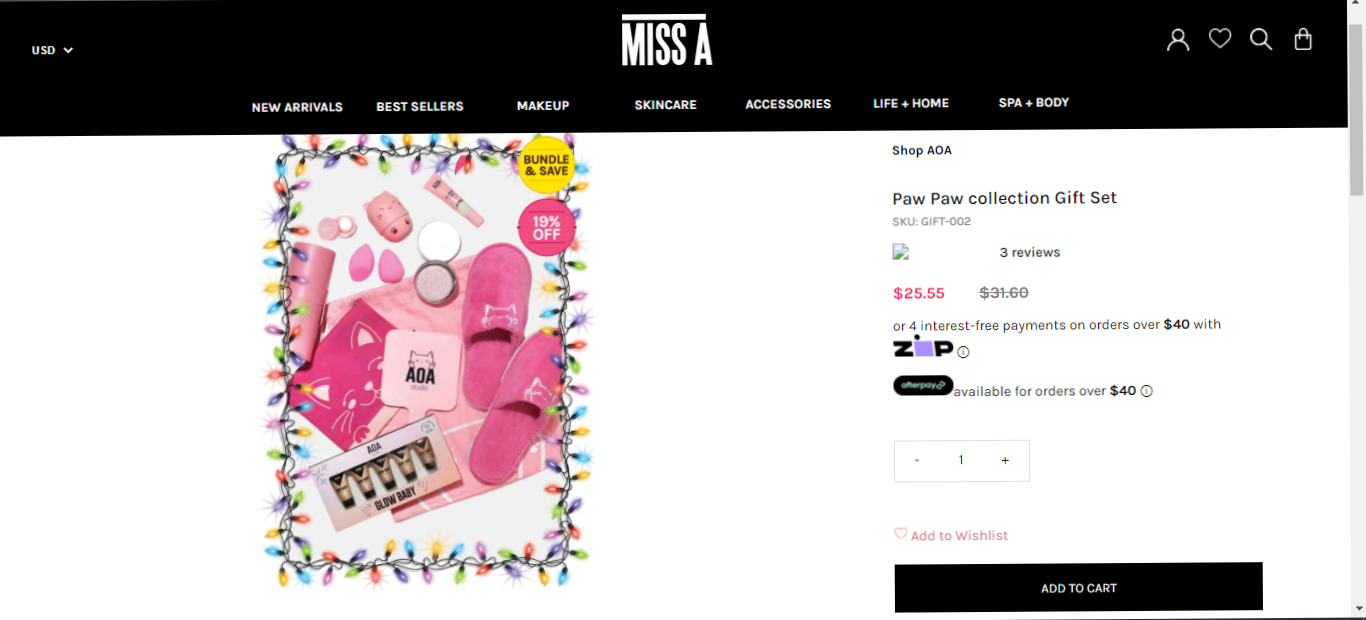 USD
MISS A
NEW ARRIVALS
BEST SELLERS
MAKEUP
SKINCARE
ACCESSORIES
LIFE + HOME
SPA + BODY
BUNDLE
& SAVE
19%
OFF
AOA
studio
AOA
GLOW BABY
Shop AOA
Paw Paw collection Gift Set
SKU: GIFT-002
3 reviews
$25.55 $31.60
or 4 interest-free payments on orders over $40 with
ZIP
afterpay available for orders over $40
- 1 +
Add to Wishlist
ADD TO CART